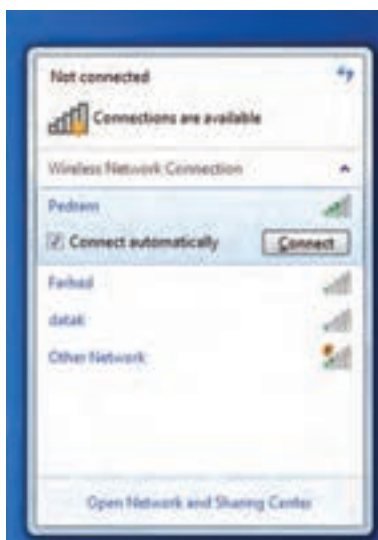 Not connected
Connections are available
Wireless Network Connection
Pedram
Connect automatically
Connect
Farhad
datak
Other Network
Open Network and Sharing Center